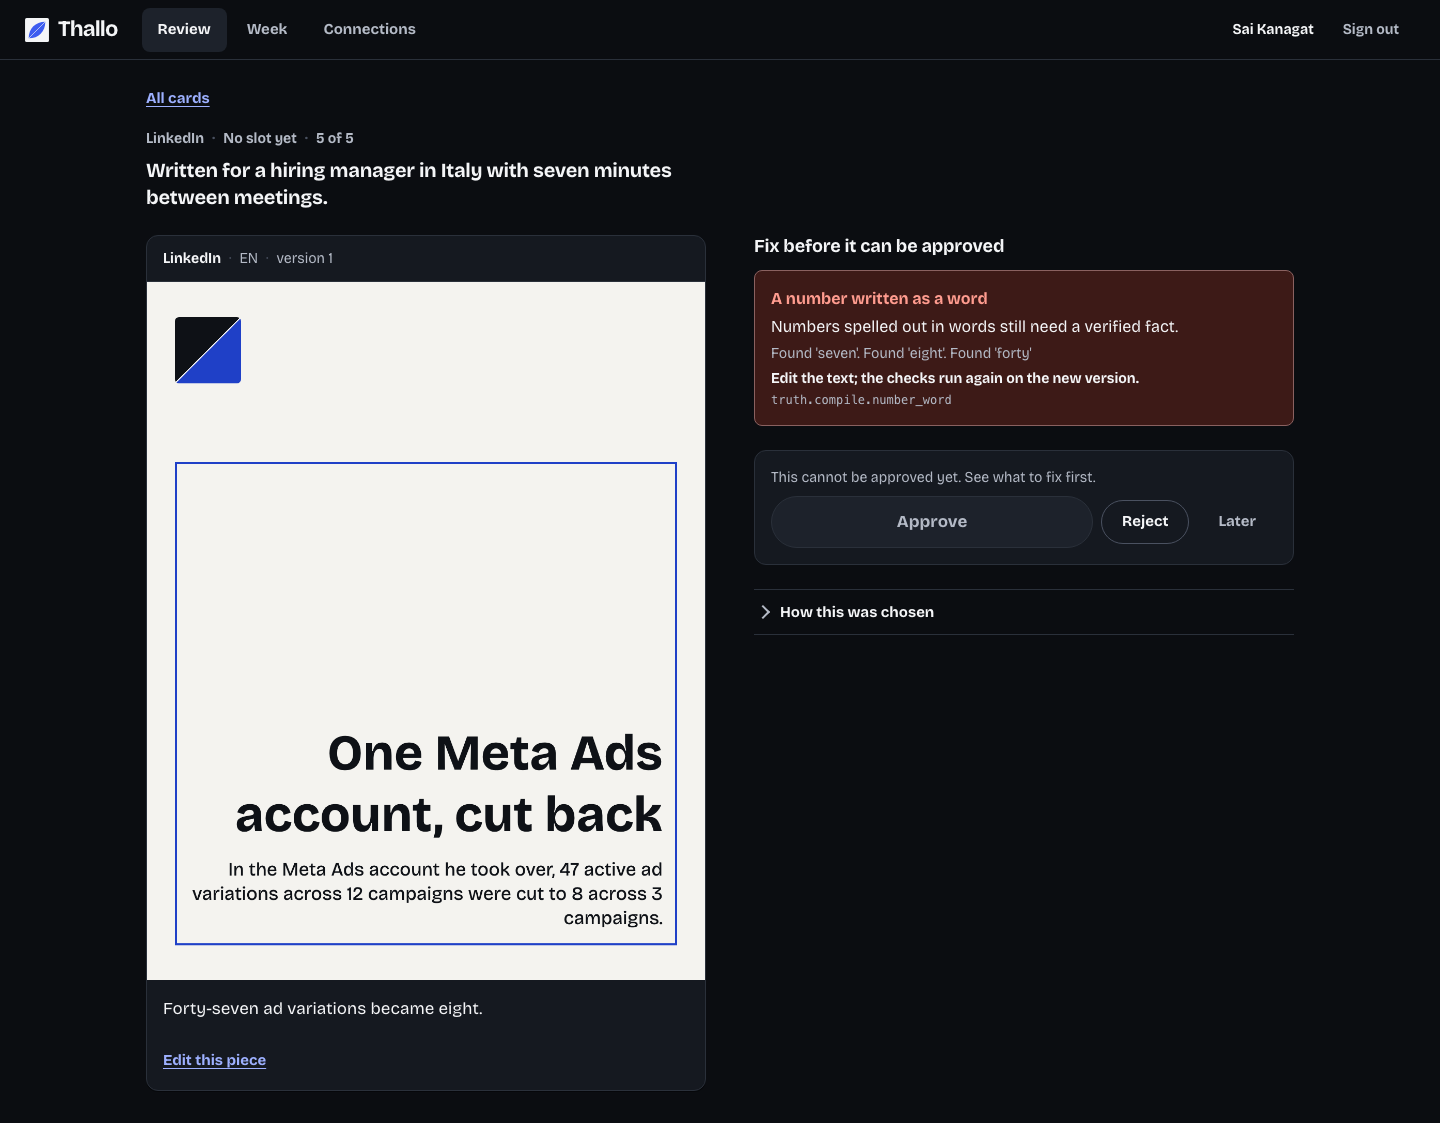 Thallo
Review
Week
Connections
Sai Kanagat
Sign out
All cards
LinkedIn · No slot yet · 5 of 5
Written for a hiring manager in Italy with seven minutes
between meetings.
LinkedIn · EN · version 1
One Meta Ads
account, cut back
In the Meta Ads account he took over, 47 active ad
variations across 12 campaigns were cut to 8 across 3
campaigns.
Forty-seven ad variations became eight.
Edit this piece
Fix before it can be approved
A number written as a word
Numbers spelled out in words still need a verified fact.
Found 'seven'. Found 'eight'. Found 'forty'
Edit the text; the checks run again on the new version.
truth.compile.number_word
This cannot be approved yet. See what to fix first.
Approve
Reject
Later
How this was chosen